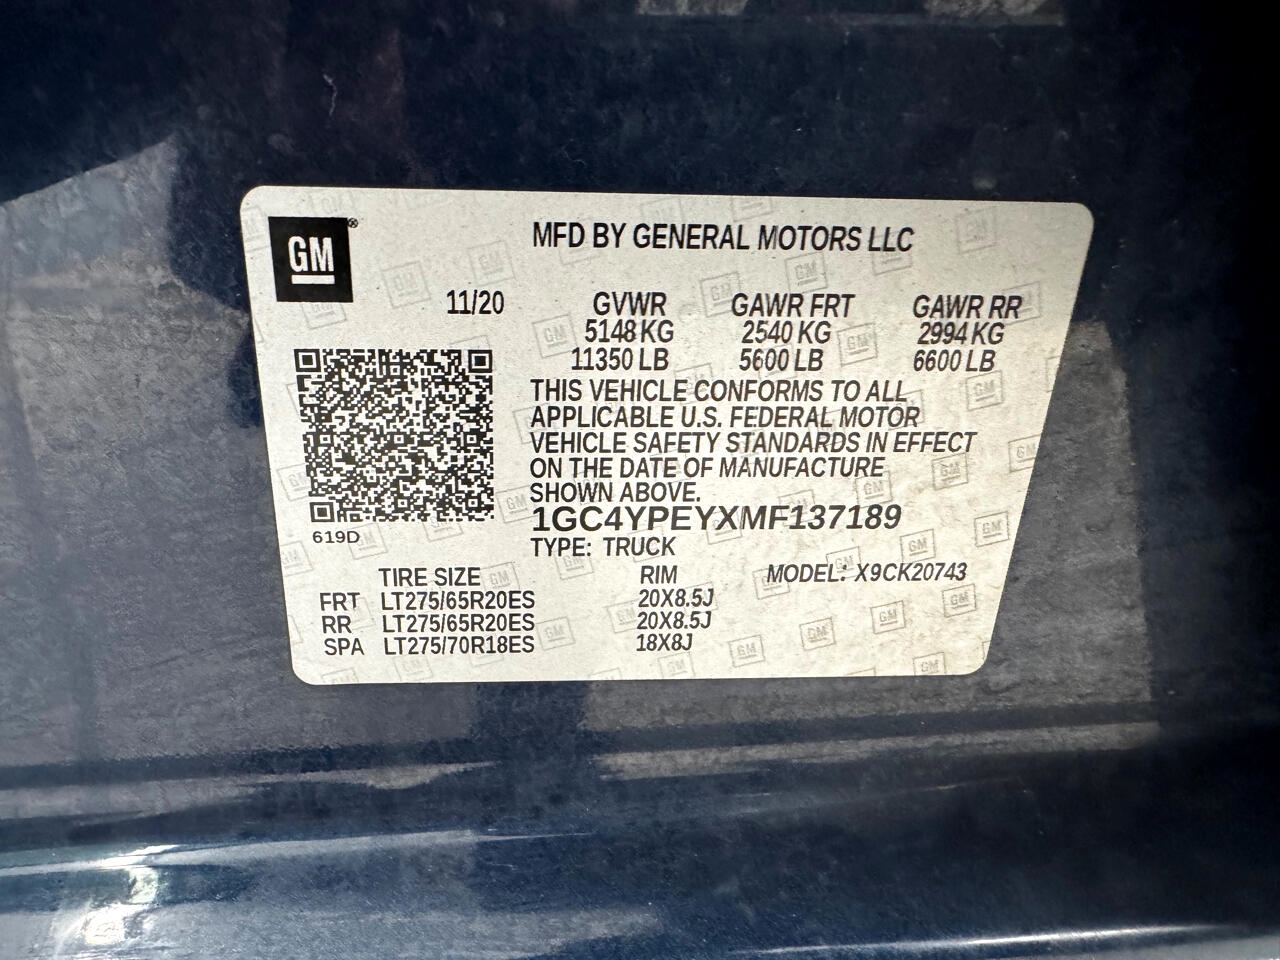 GM®
MFD BY GENERAL MOTORS LLC
11/20 GVWR GAWR FRT GAWR RR
5148 KG 2540 KG 2994 KG
11350 LB 5600 LB 6600 LB
THIS VEHICLE CONFORMS TO ALL
APPLICABLE U.S. FEDERAL MOTOR
VEHICLE SAFETY STANDARDS IN EFFECT
ON THE DATE OF MANUFACTURE
SHOWN ABOVE.
1GC4YPEYXMF137189
619D
TYPE: TRUCK
TIRE SIZE RIM MODEL: X9CK20743
FRT LT275/65R20ES 20X8.5J
RR LT275/65R20ES 20X8.5J
SPA LT275/70R18ES 18X8J